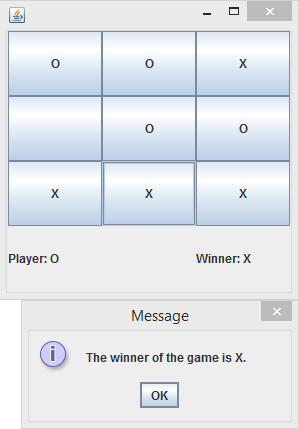 O O X
O O
X X X
Player: O Winner: X
Message
The winner of the game is X.
OK